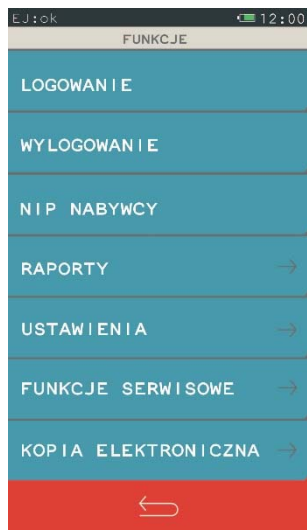 EJ:ok 12:00
FUNKCJE
LOGOWANIE
WYLOGOWANIE
NIP NABYWCY
RAPORTY
USTAWIENIA
FUNKCJE SERWISOWE
KOPIA ELEKTRONICZNA